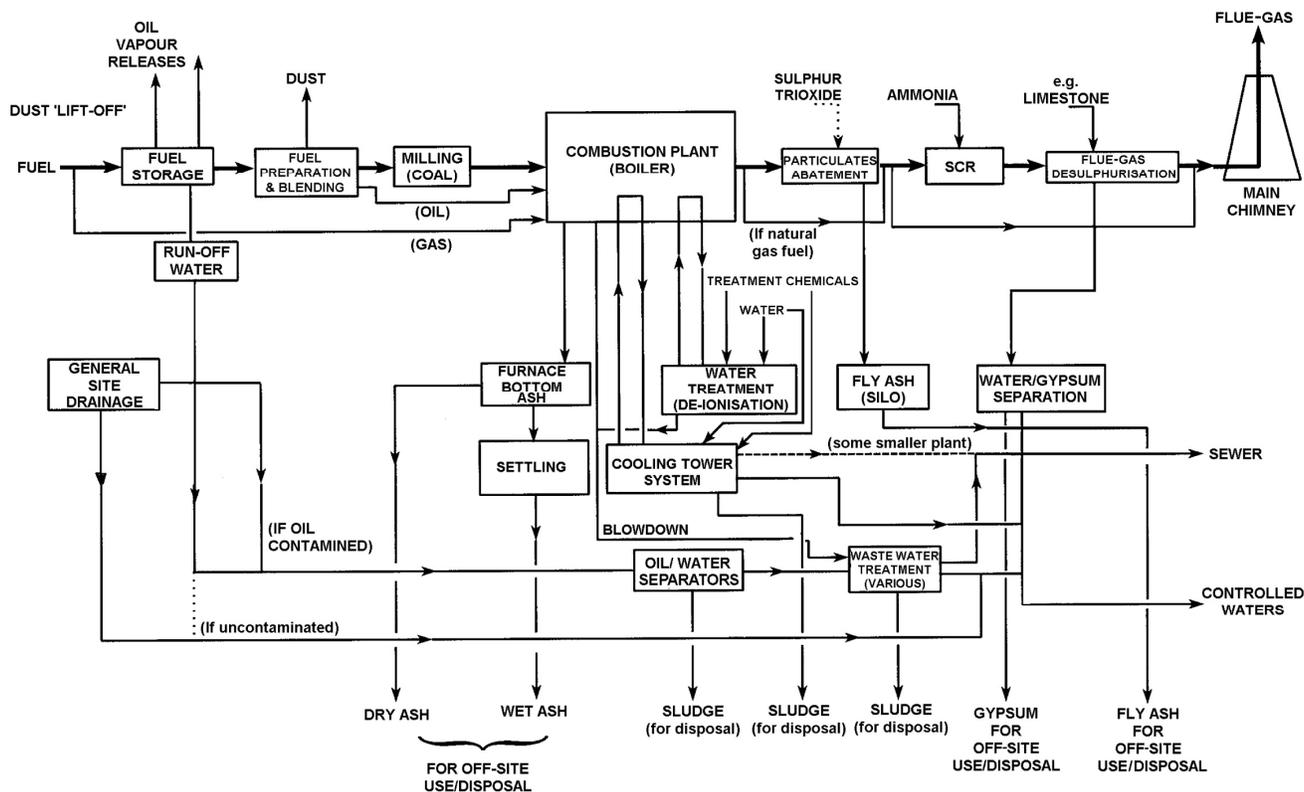 FLUE-GAS
OIL
VAPOUR
RELEASES
DUST
SULPHUR
TRIOXIDE
AMMONIA
e.g.
LIMESTONE
DUST 'LIFT-OFF'
FUEL
FUEL
STORAGE
FUEL
PREPARATION
& BLENDING
MILLING
(COAL)
COMBUSTION PLANT
(BOILER)
PARTICULATES
ABATEMENT
SCR
FLUE-GAS
DESULPHURISATION
MAIN
CHIMNEY
(OIL)
(GAS)
(If natural
gas fuel)
RUN-OFF
WATER
TREATMENT CHEMICALS
WATER
GENERAL
SITE
DRAINAGE
FURNACE
BOTTOM
ASH
WATER
TREATMENT
(DE-IONISATION)
FLY ASH
(SILO)
WATER/GYPSUM
SEPARATION
SETTLING
COOLING TOWER
SYSTEM
(some smaller plant)
SEWER
(IF OIL
CONTAMINED)
BLOWDOWN
OIL/ WATER
SEPARATORS
WASTE WATER
TREATMENT
(VARIOUS)
CONTROLLED
WATERS
(If uncontaminated)
DRY ASH
WET ASH
SLUDGE
(for disposal)
SLUDGE
(for disposal)
SLUDGE
(for disposal)
GYPSUM
FOR
OFF-SITE
USE/DISPOSAL
FLY ASH
FOR
OFF-SITE
USE/DISPOSAL
FOR OFF-SITE
USE/DISPOSAL